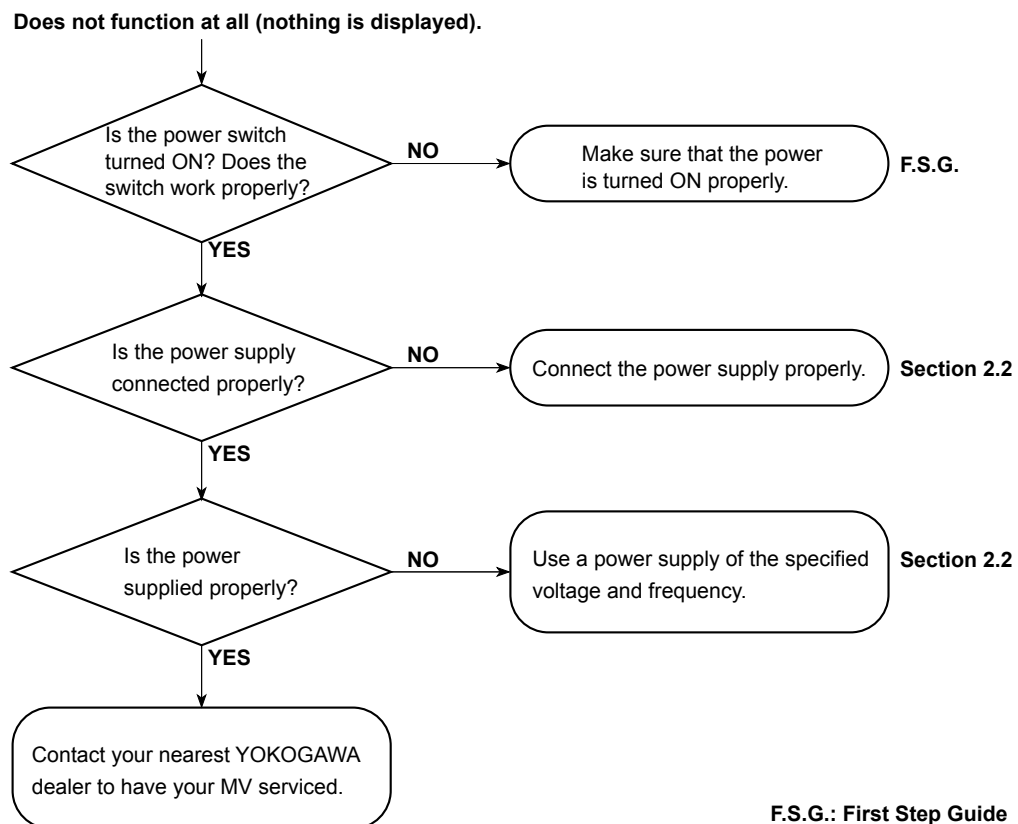 Does not function at all (nothing is displayed).
Is the power switch
turned ON? Does the
switch work properly?
NO
Make sure that the power
is turned ON properly.
F.S.G.
YES
Is the power supply
connected properly?
NO
Connect the power supply properly.
Section 2.2
YES
Is the power
supplied properly?
NO
Use a power supply of the specified
voltage and frequency.
Section 2.2
YES
Contact your nearest YOKOGAWA
dealer to have your MV serviced.
F.S.G.: First Step Guide